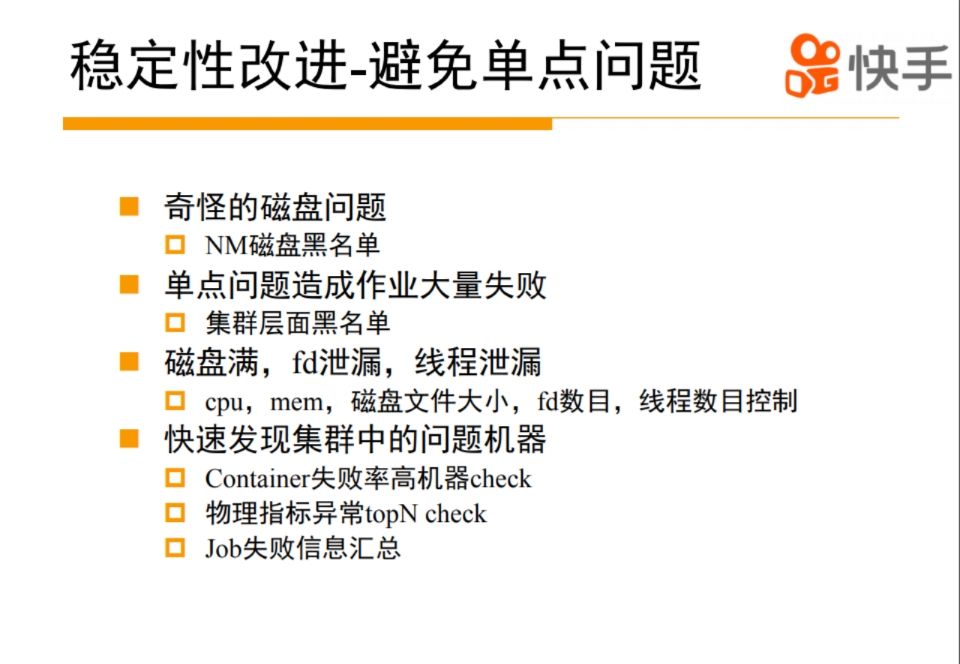 稳定性改进-避免单点问题
快手
奇怪的磁盘问题
NM磁盘黑名单
单点问题造成作业大量失败
集群层面黑名单
磁盘满，fd泄漏，线程泄漏
cpu，mem，磁盘文件大小，fd数目，线程数目控制
快速发现集群中的问题机器
Container失败率高机器check
物理指标异常topN check
Job失败信息汇总